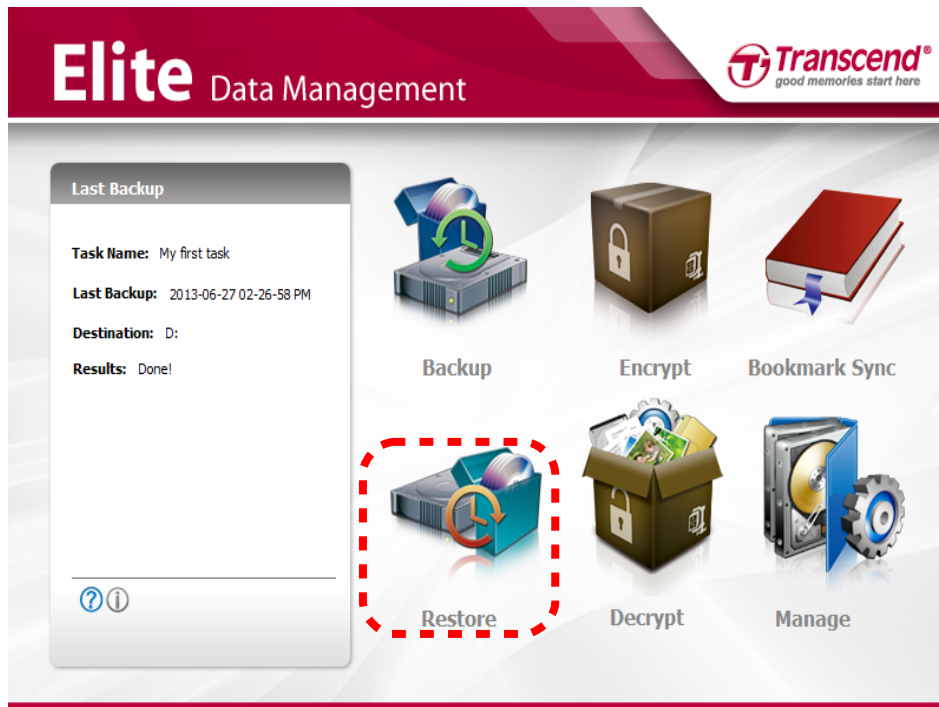 Elite Data Management
Transcend®
good memories start here
Last Backup
Task Name: My first task
Last Backup: 2013-06-27 02-26-58 PM
Destination: D:
Results: Done!
Backup
Encrypt
Bookmark Sync
Restore
Decrypt
Manage